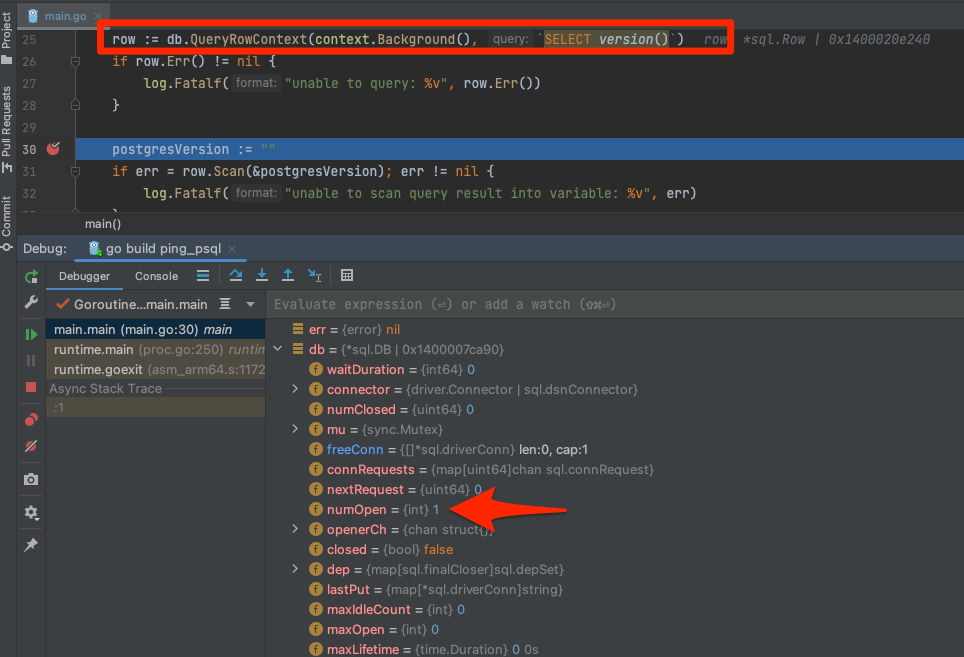 Project
Pull Requests
Commit
main.go ×
25 row := db.QueryRowContext(context.Background(), query: `SELECT version()`) row *sql.Row | 0x1400020e240
26 if row.Err() != nil {
27 log.Fatalf( format: "unable to query: %v", row.Err())
28 }
29
30 postgresVersion := ""
31 if err = row.Scan(&postgresVersion); err != nil {
32 log.Fatalf( format: "unable to scan query result into variable: %v", err)
main()
Debug: go build ping_psql ×
Debugger Console
Goroutine...main.main
Evaluate expression (⏎) or add a watch (⇧⌘⏎)
main.main (main.go:30) main
runtime.main (proc.go:250) runtim
runtime.goexit (asm_arm64.s:1172
Async Stack Trace
:1
err = {error} nil
db = {*sql.DB | 0x1400007ca90}
waitDuration = {int64} 0
connector = {driver.Connector | sql.dsnConnector}
numClosed = {uint64} 0
mu = {sync.Mutex}
freeConn = {[]*sql.driverConn} len:0, cap:1
connRequests = {map[uint64]chan sql.connRequest}
nextRequest = {uint64} 0
numOpen = {int} 1
openerCh = {chan struct{}}
closed = {bool} false
dep = {map[sql.finalCloser]sql.depSet}
lastPut = {map[*sql.driverConn]string}
maxIdleCount = {int} 0
maxOpen = {int} 0
maxLifetime = {time.Duration} 0 0s